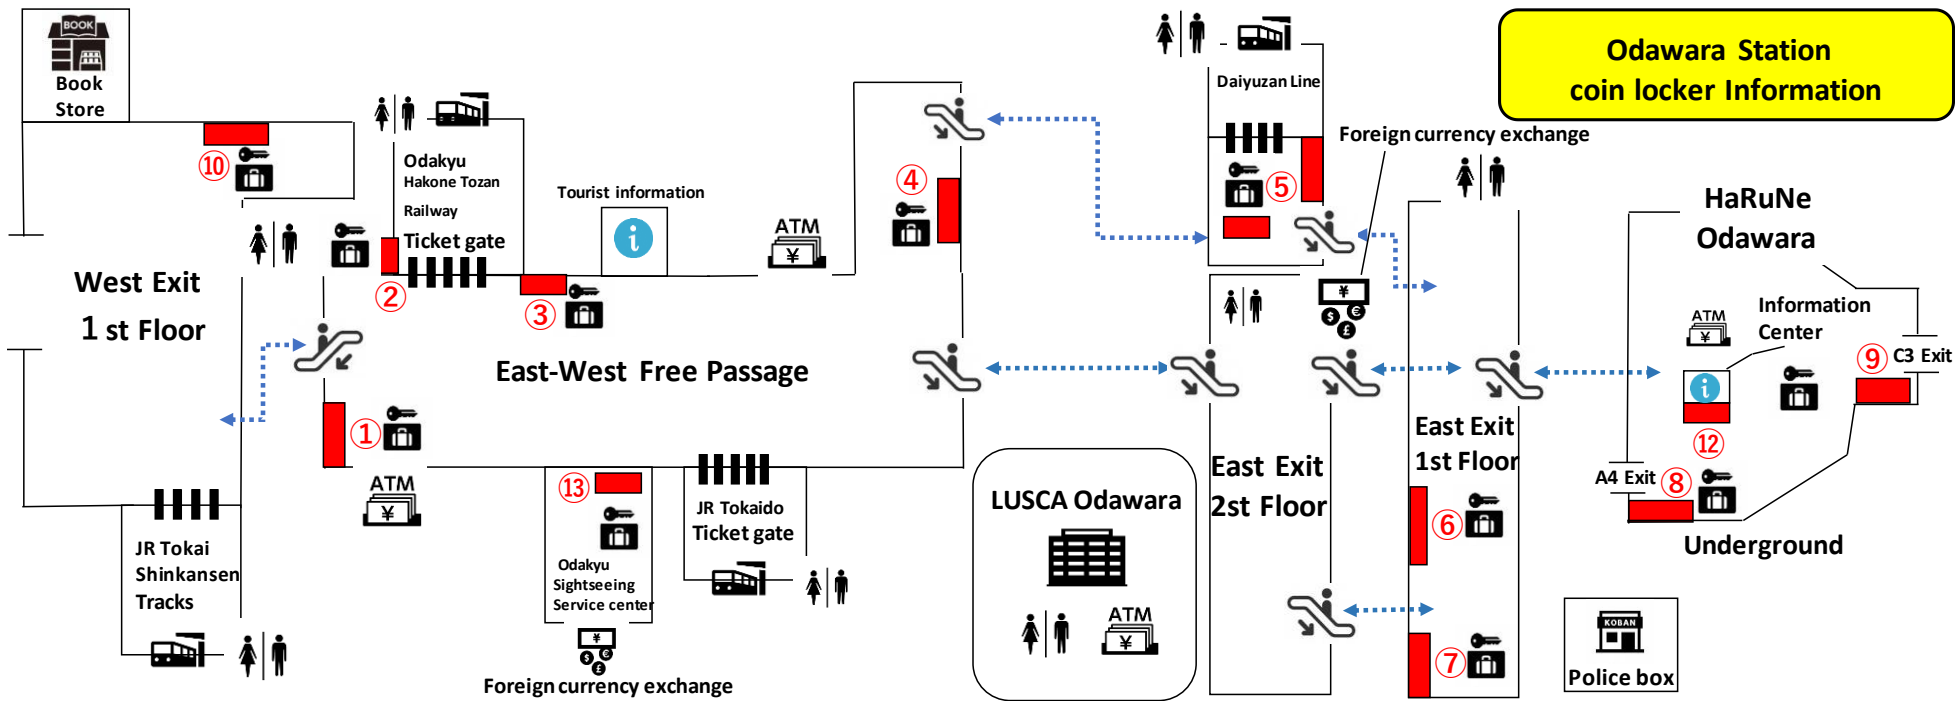 Odawara Station
coin locker Information
BOOK
Book
Store
⑩
West Exit
1 st Floor
JR Tokai
Shinkansen
Tracks
Odakyu
Hakone Tozan
Railway
Ticket gate
②
③
Tourist information
i
ATM
¥
④
East-West Free Passage
①
ATM
¥
⑬
Odakyu
Sightseeing
Service center
¥
$ € £
Foreign currency exchange
JR Tokaido
Ticket gate
LUSCA Odawara
ATM
¥
Daiyuzan Line
⑤
Foreign currency exchange
¥
$ € £
East Exit
2st Floor
East Exit
1st Floor
⑥
⑦
HaRuNe
Odawara
Information
Center
ATM
¥
i
⑫
⑨
C3 Exit
A4 Exit
⑧
Underground
KOBAN
Police box